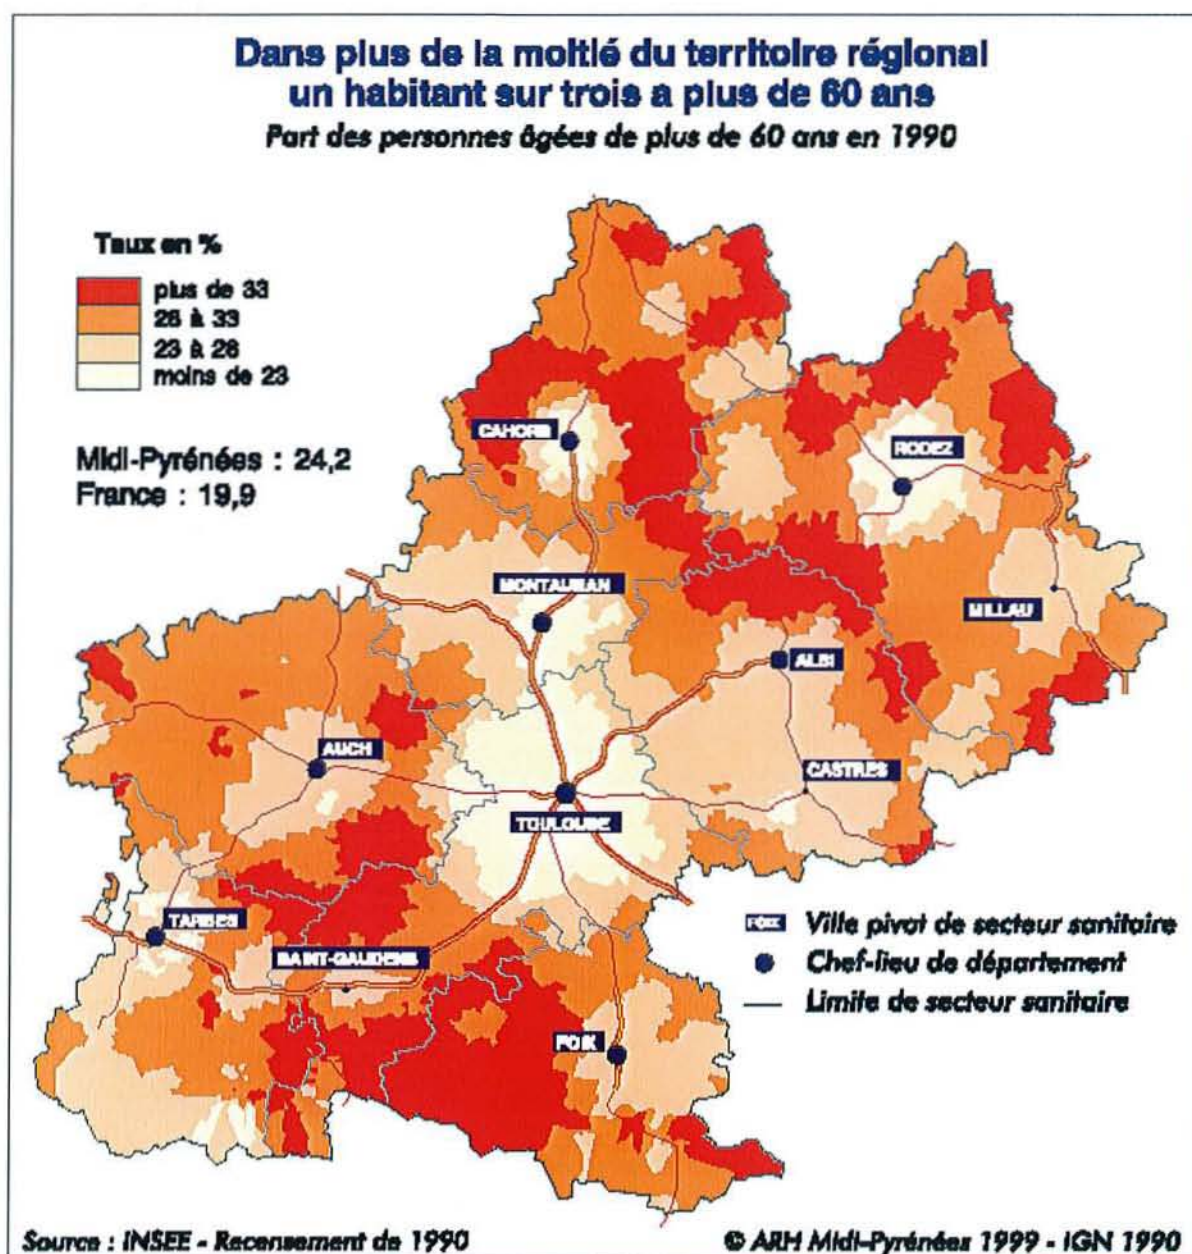 Dans plus de la moitié du territoire régional
un habitant sur trois a plus de 60 ans
Part des personnes âgées de plus de 60 ans en 1990
Taux en %
plus de 33
28 à 33
23 à 28
moins de 23
Midi-Pyrénées : 24,2
France : 19,9
CAHORS
RODEZ
MONTAUBAN
MILLAU
ALBI
AUCH
CASTRES
TOULOUSE
TARBES
SAINT-GAUDENS
FOIX
FOIX Ville pivot de secteur sanitaire
Chef-lieu de département
Limite de secteur sanitaire
Source : INSEE - Recensement de 1990
© ARH Midi-Pyrénées 1999 - IGN 1990